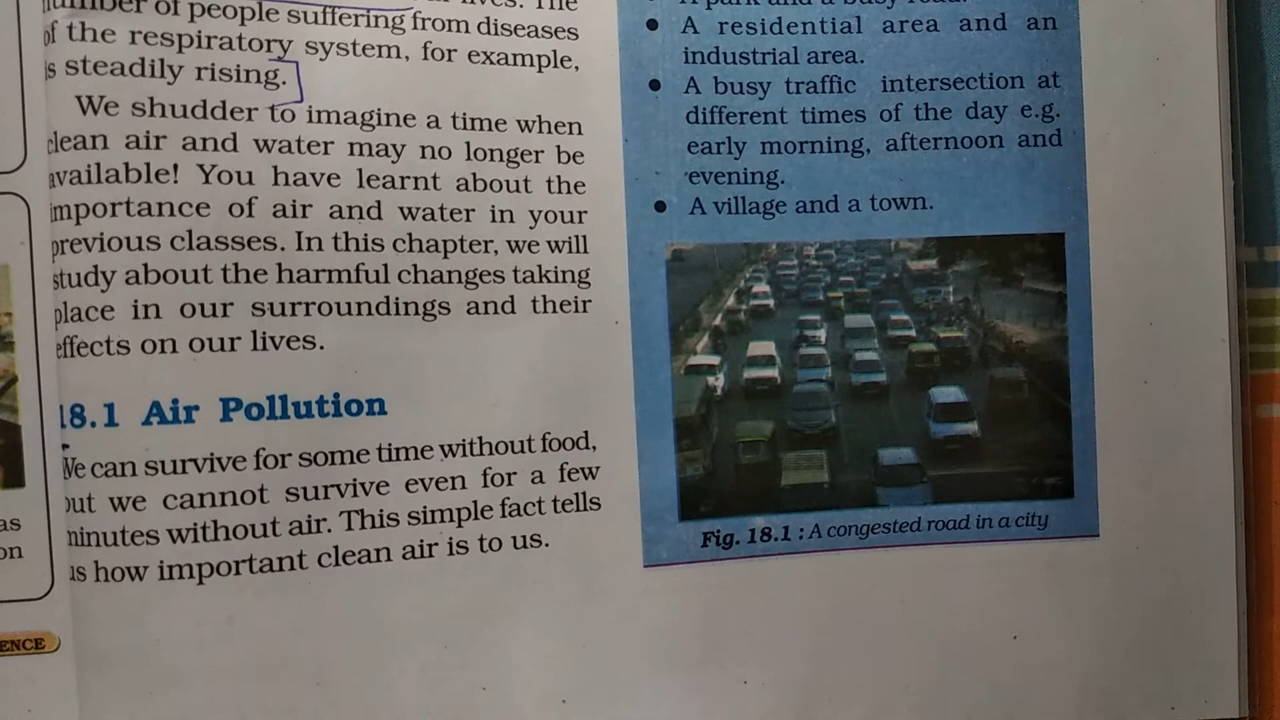 number of people suffering from diseases
of the respiratory system, for example,
is steadily rising.
We shudder to imagine a time when
clean air and water may no longer be
available! You have learnt about the
importance of air and water in your
previous classes. In this chapter, we will
study about the harmful changes taking
place in our surroundings and their
effects on our lives.
18.1 Air Pollution
We can survive for some time without food,
but we cannot survive even for a few
minutes without air. This simple fact tells
us how important clean air is to us.
as
on
ENCE
A park and a busy road.
• A residential area and an
industrial area.
• A busy traffic intersection at
different times of the day e.g.
early morning, afternoon and
evening.
• A village and a town.
Fig. 18.1 : A congested road in a city